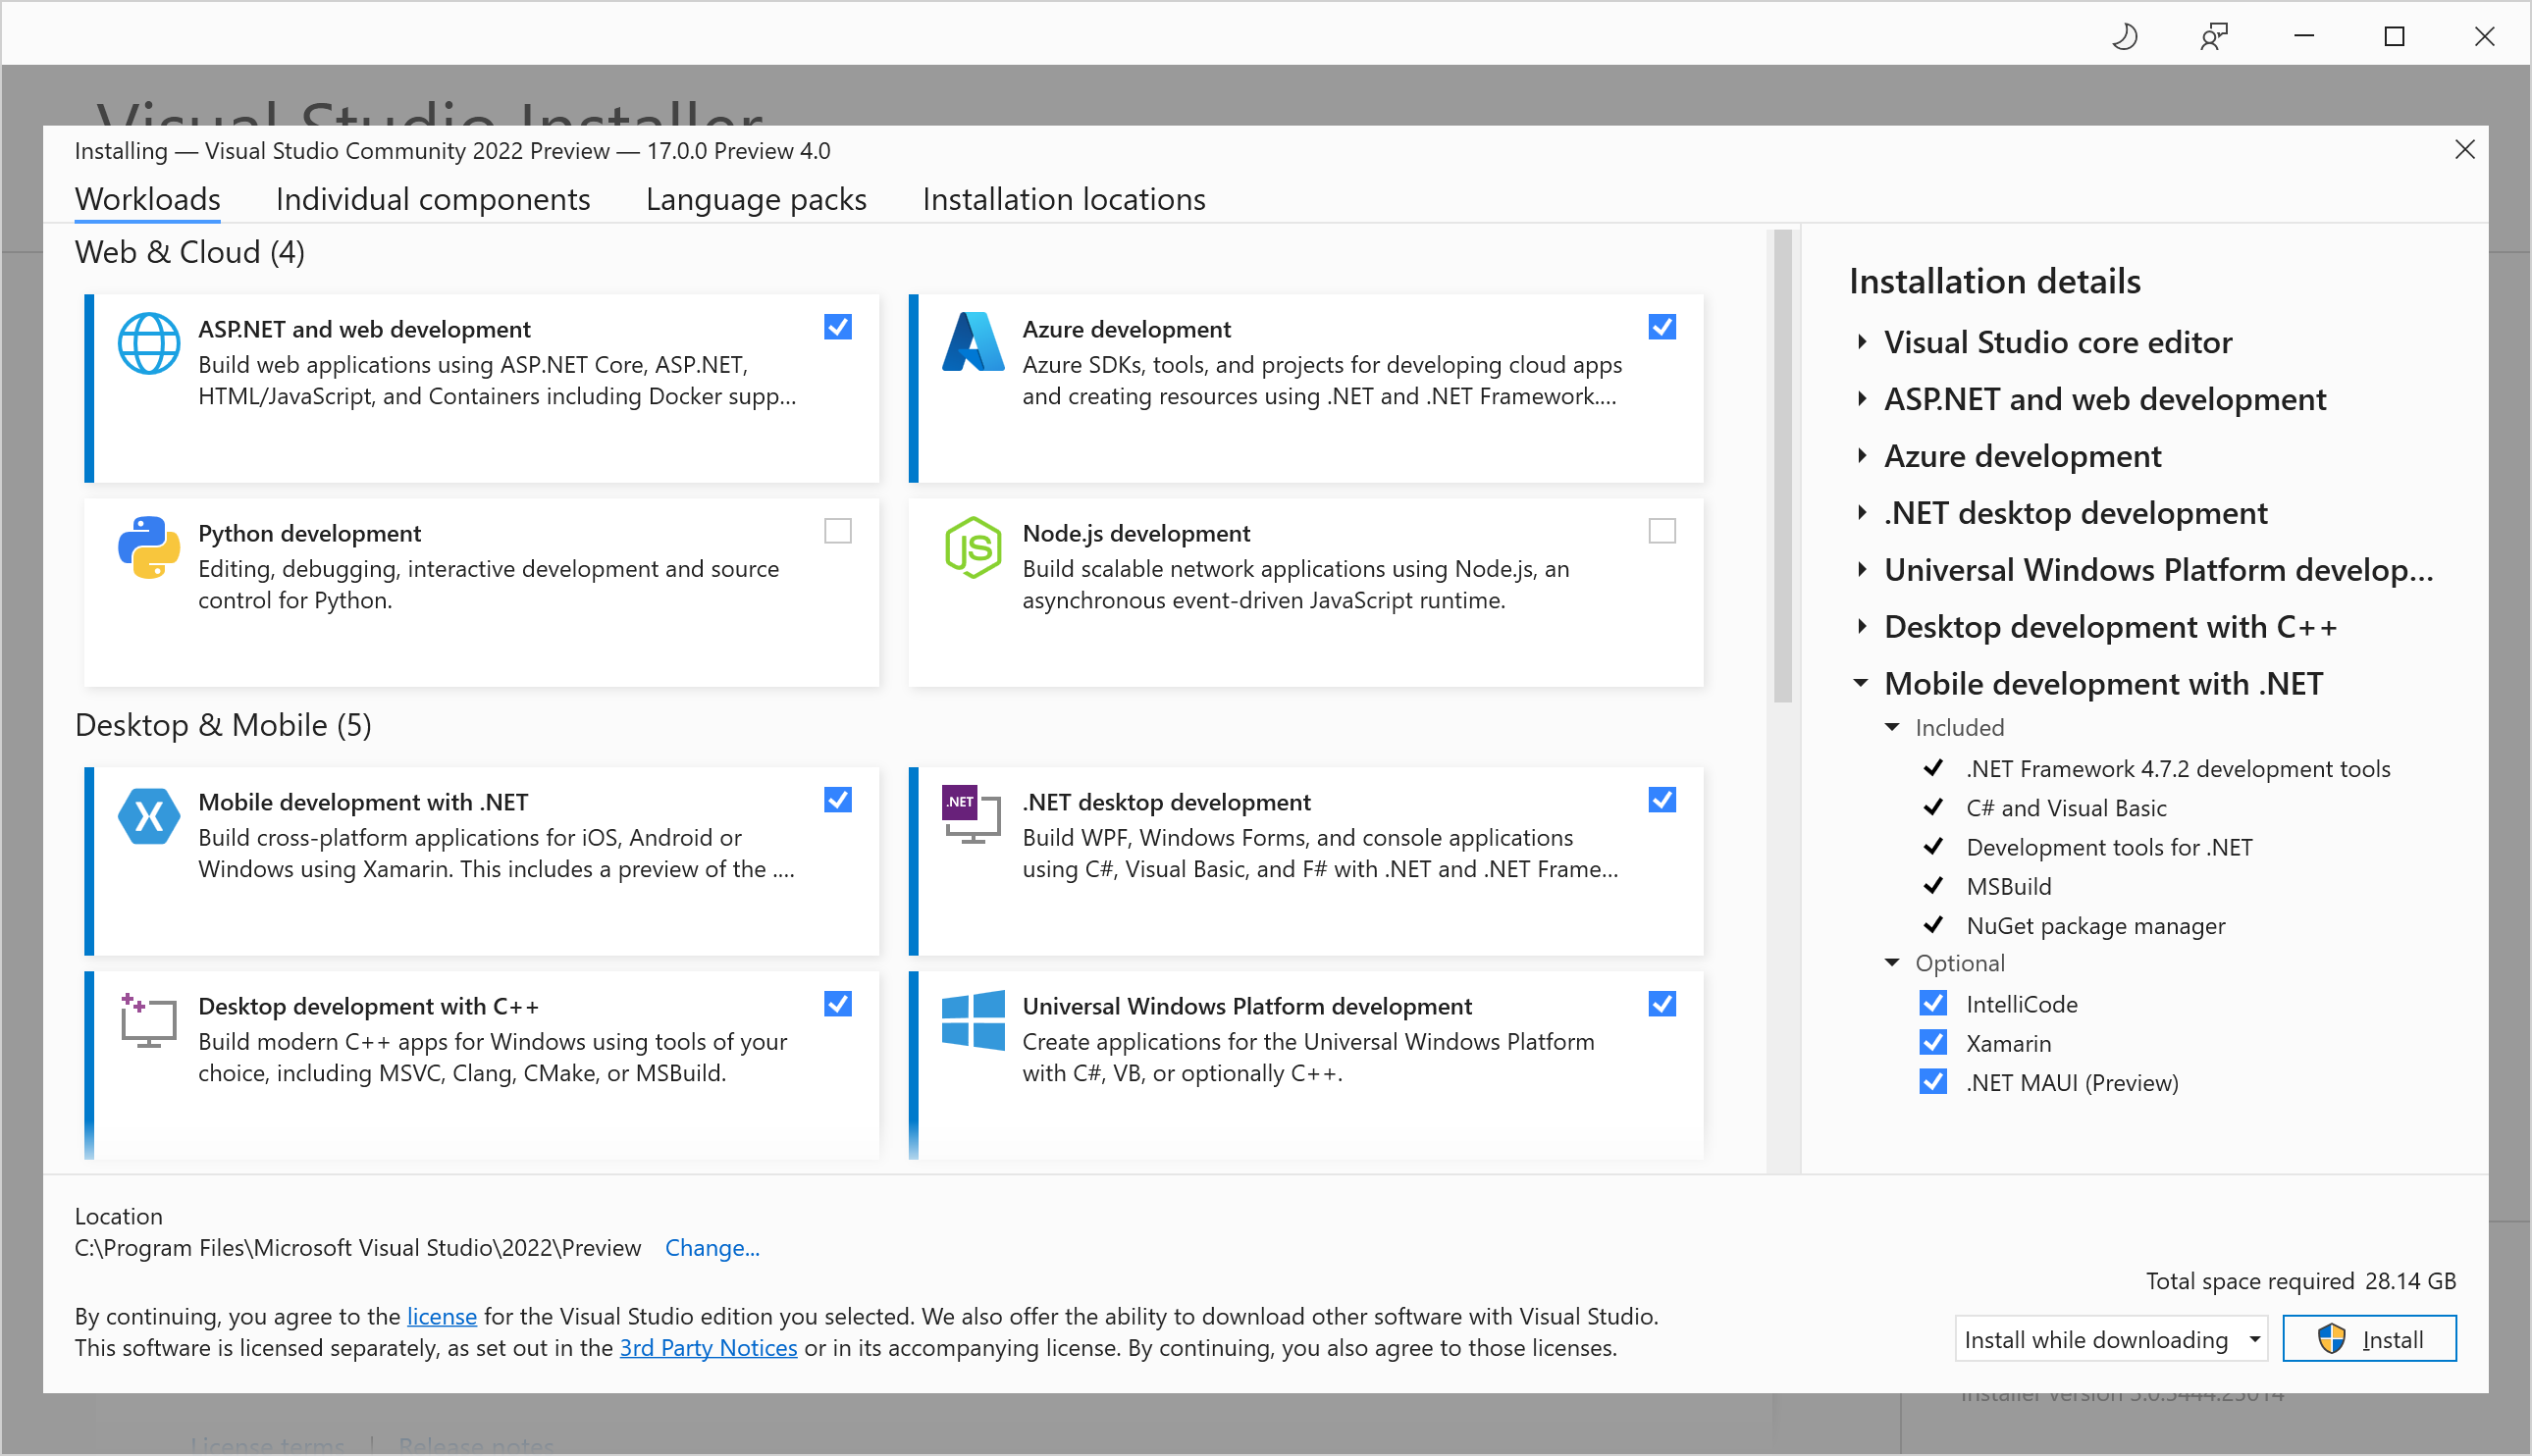 Visual Studio Installer
Installing — Visual Studio Community 2022 Preview — 17.0.0 Preview 4.0
Workloads
Individual components
Language packs
Installation locations
Web & Cloud (4)
ASP.NET and web development
Build web applications using ASP.NET Core, ASP.NET,
HTML/JavaScript, and Containers including Docker supp...
Azure development
Azure SDKs, tools, and projects for developing cloud apps
and creating resources using .NET and .NET Framework....
Python development
Editing, debugging, interactive development and source
control for Python.
JS
Node.js development
Build scalable network applications using Node.js, an
asynchronous event-driven JavaScript runtime.
Desktop & Mobile (5)
Mobile development with .NET
Build cross-platform applications for iOS, Android or
Windows using Xamarin. This includes a preview of the ....
.NET
.NET desktop development
Build WPF, Windows Forms, and console applications
using C#, Visual Basic, and F# with .NET and .NET Frame...
Desktop development with C++
Build modern C++ apps for Windows using tools of your
choice, including MSVC, Clang, CMake, or MSBuild.
Universal Windows Platform development
Create applications for the Universal Windows Platform
with C#, VB, or optionally C++.
Installation details
Visual Studio core editor
ASP.NET and web development
Azure development
.NET desktop development
Universal Windows Platform develop...
Desktop development with C++
Mobile development with .NET
Included
.NET Framework 4.7.2 development tools
C# and Visual Basic
Development tools for .NET
MSBuild
NuGet package manager
Optional
IntelliCode
Xamarin
.NET MAUI (Preview)
Location
C:\Program Files\Microsoft Visual Studio\2022\Preview Change...
By continuing, you agree to the license for the Visual Studio edition you selected. We also offer the ability to download other software with Visual Studio.
This software is licensed separately, as set out in the 3rd Party Notices or in its accompanying license. By continuing, you also agree to those licenses.
Total space required 28.14 GB
Install while downloading
Install
Installer version
License terms | Release notes